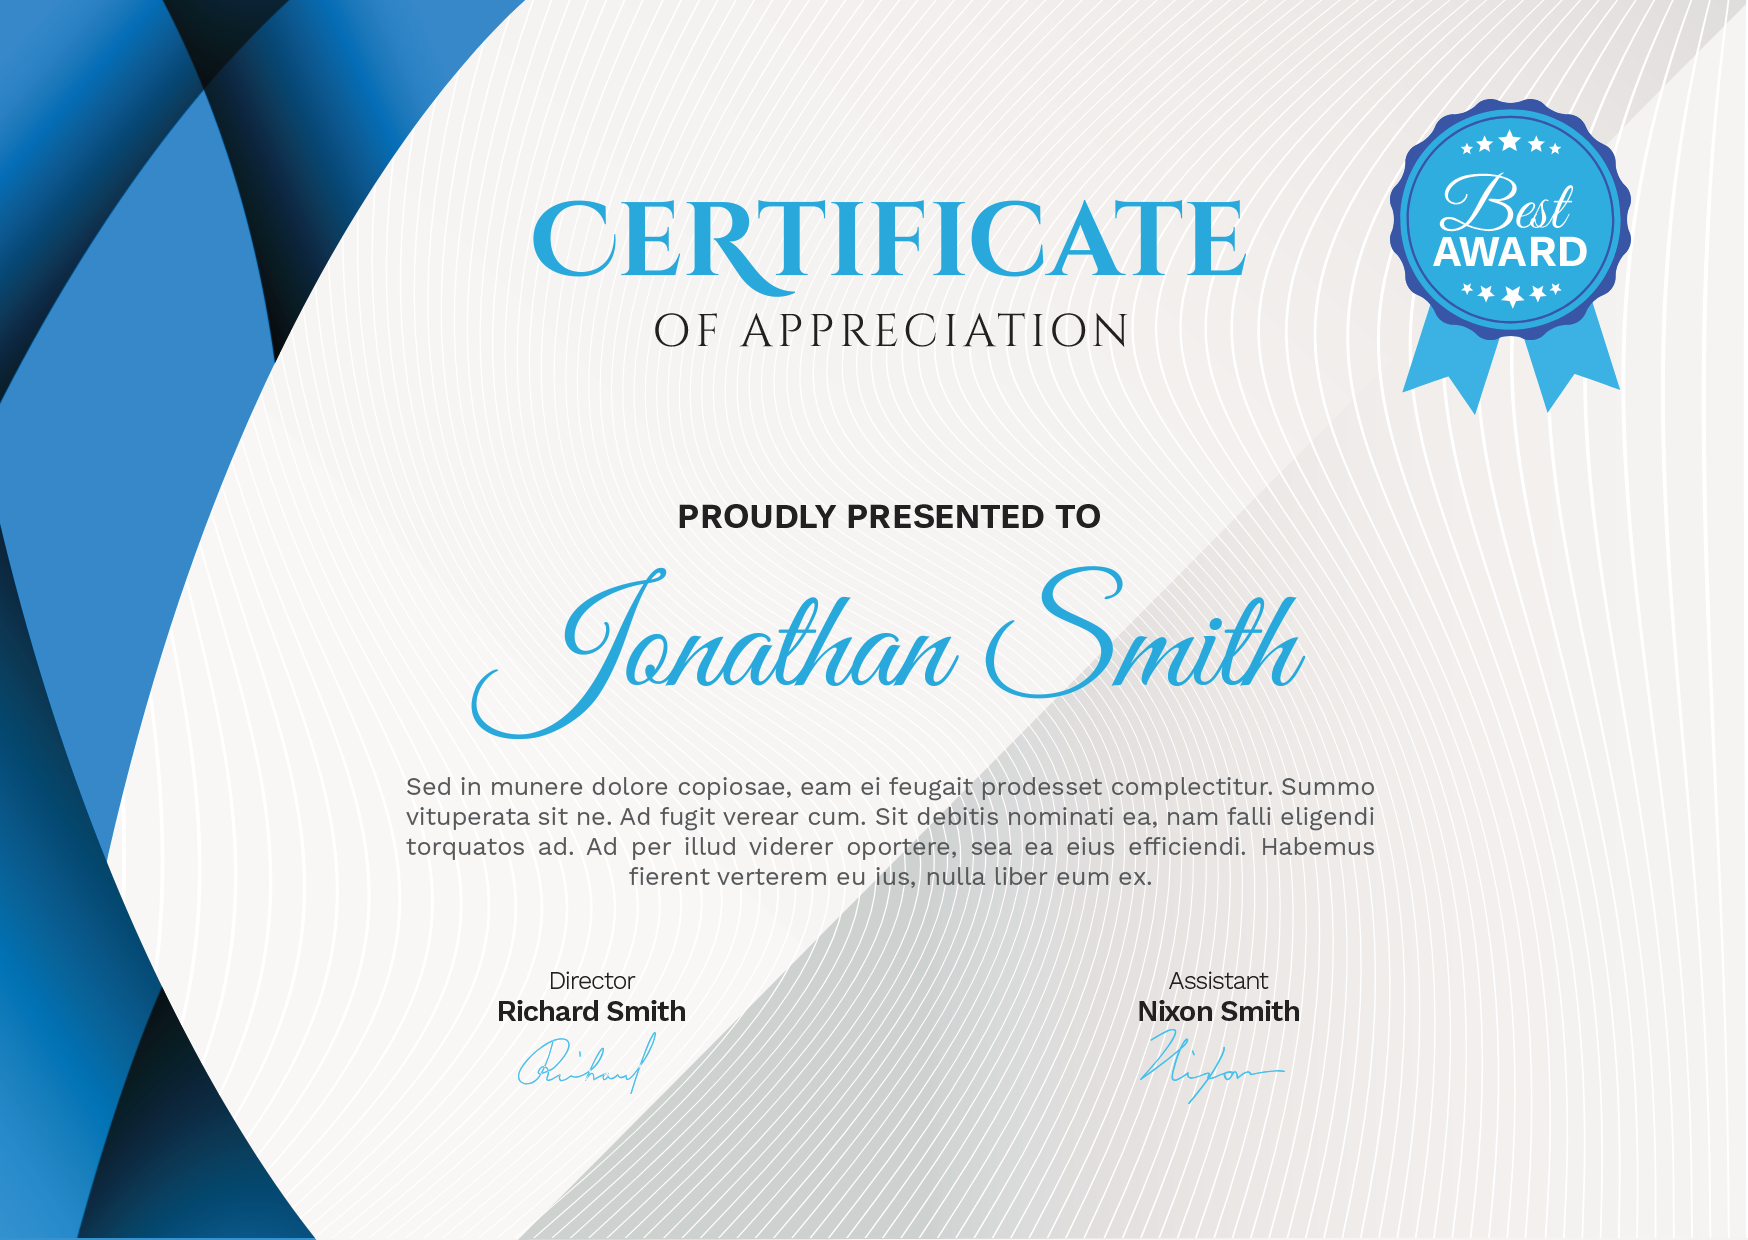 CERTIFICATE
OF APPRECIATION
Best
AWARD
PROUDLY PRESENTED TO
Jonathan Smith
Sed in munere dolore copiosae, eam ei feugait prodesset complectitur. Summo
vituperata sit ne. Ad fugit verear cum. Sit debitis nominati ea, nam falli eligendi
torquatos ad. Ad per illud viderer oportere, sea ea eius efficiendi. Habemus
fierent verterem eu ius, nulla liber eum ex.
Director
Richard Smith
Richard
Assistant
Nixon Smith
Nixon